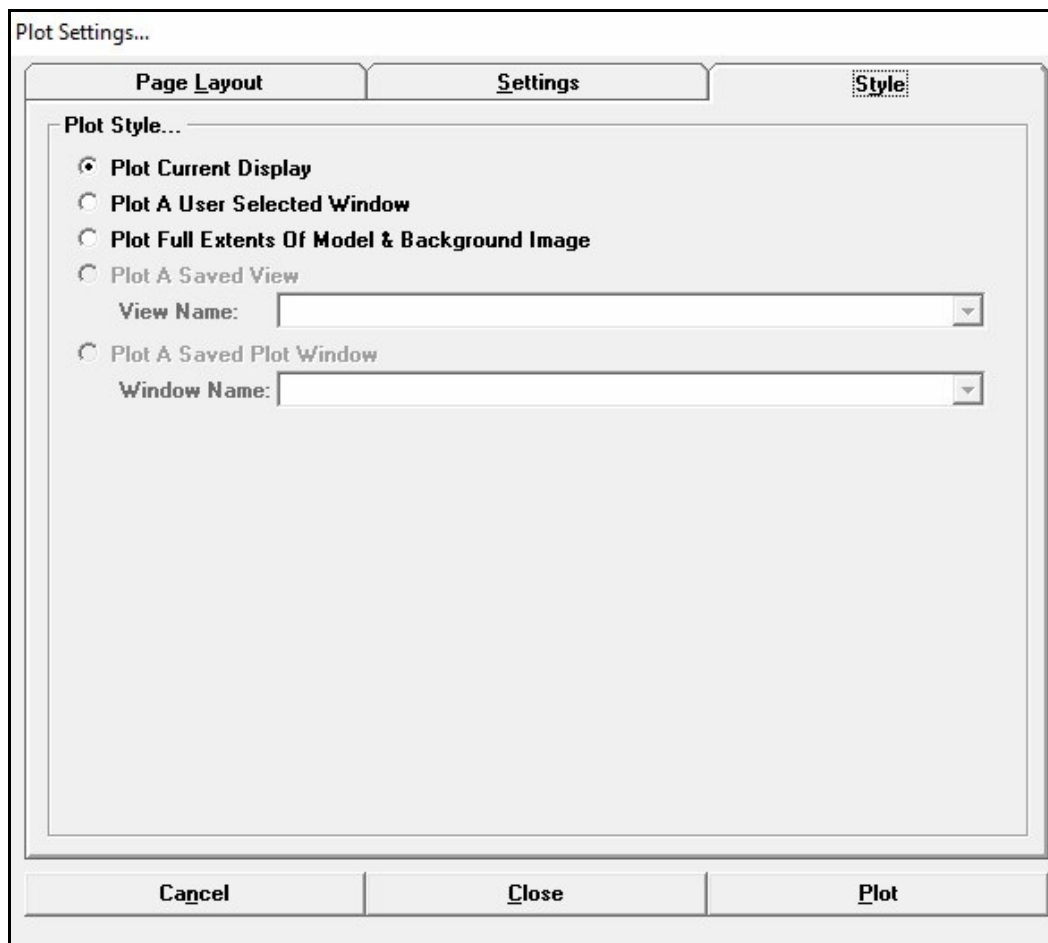 Plot Settings...
Page Layout Settings Style
Plot Style...
Plot Current Display
Plot A User Selected Window
Plot Full Extents Of Model & Background Image
Plot A Saved View
View Name:
Plot A Saved Plot Window
Window Name:
Cancel Close Plot